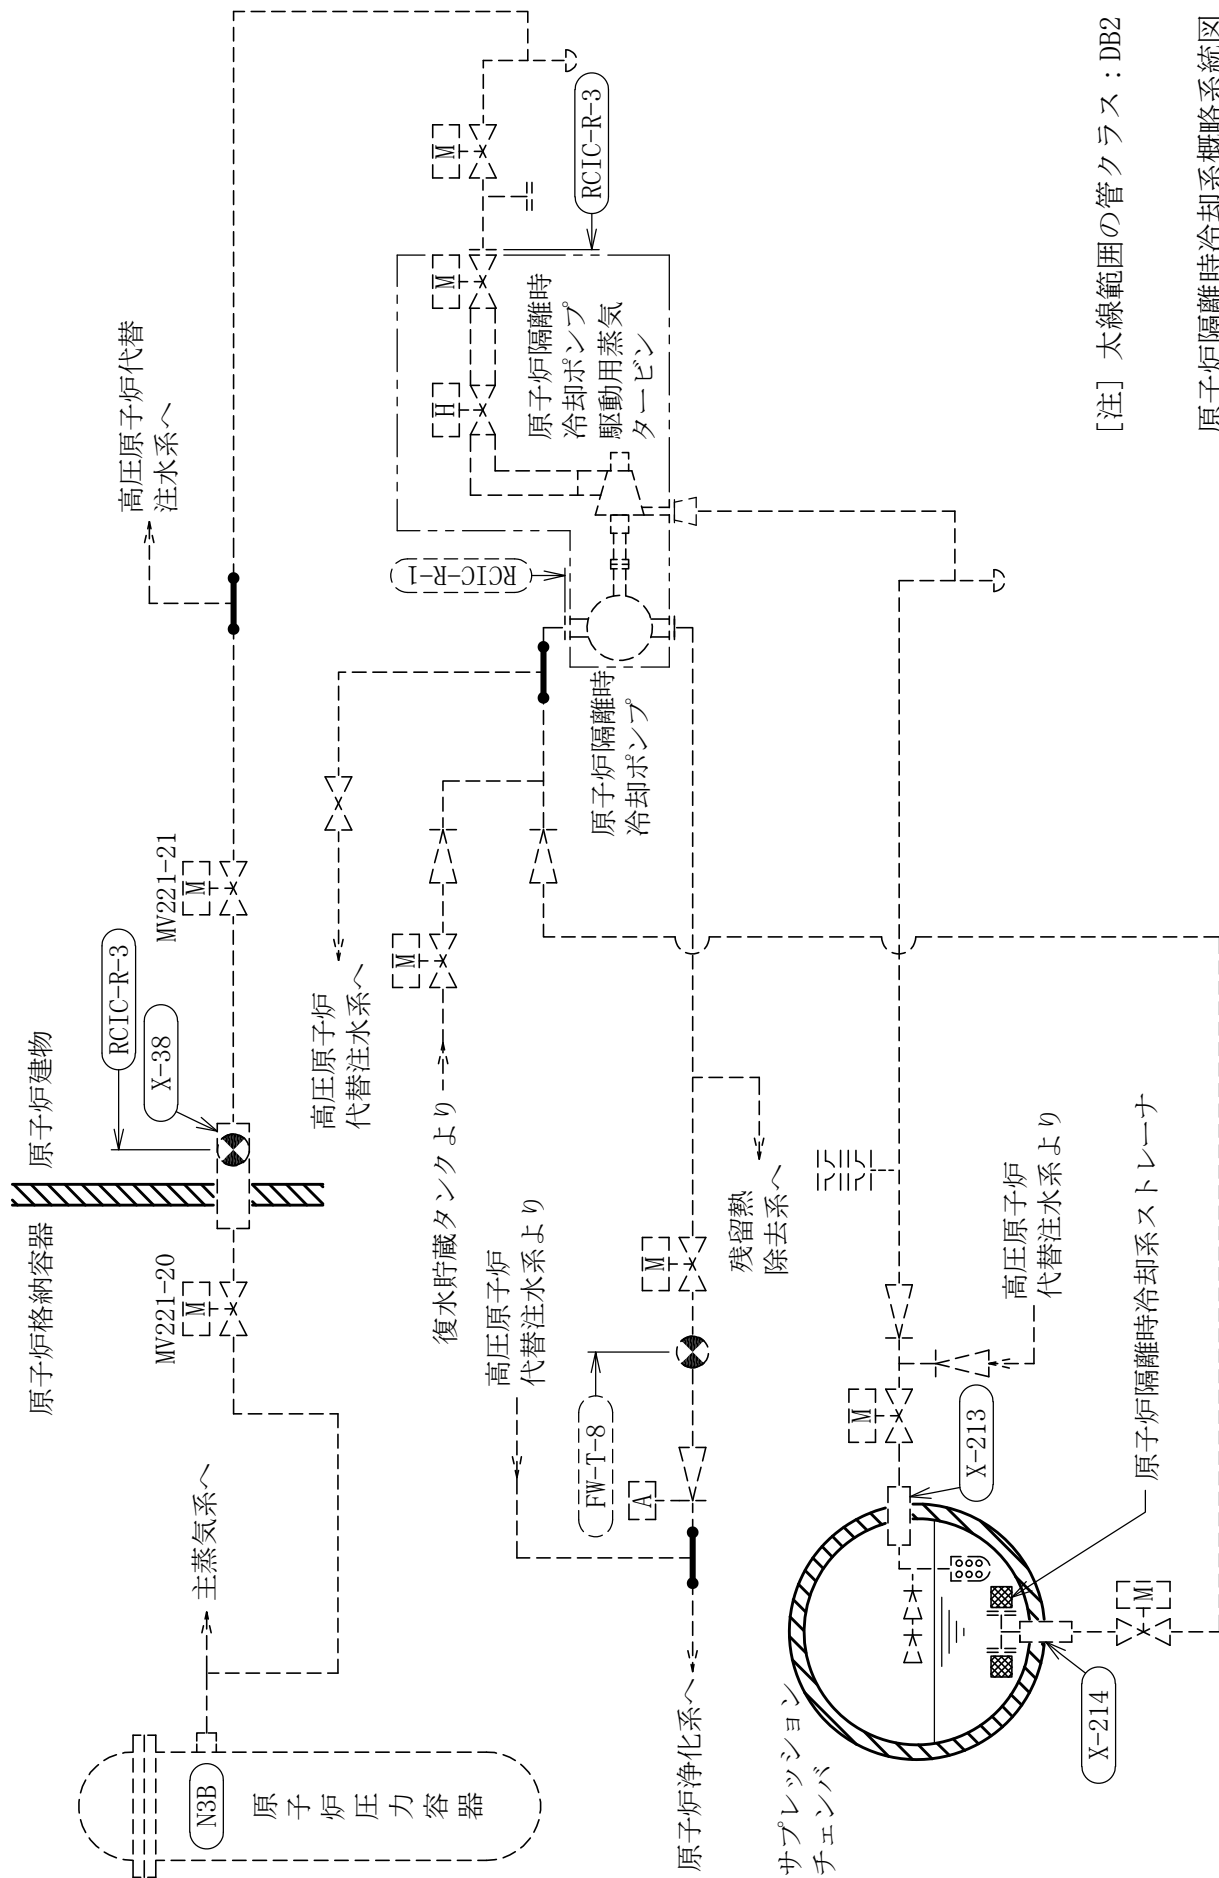 原子炉格納容器
原子炉建物
N3B
原子炉圧力容器
主蒸気系へ
MV221-20
M
X-38
RCIC-R-3
MV221-21
M
高圧原子炉代替
注水系へ
高圧原子炉
代替注水系へ
復水貯蔵タンクより
M
高圧原子炉
代替注水系より
RCIC-R-1
H
M
M
RCIC-R-3
原子炉隔離時
冷却ポンプ
駆動用蒸気
タービン
原子炉隔離時
冷却ポンプ
原子炉浄化系へ
A
FW-T-8
M
残留熱
除去系へ
サプレッション
チェンバ
M
X-213
高圧原子炉
代替注水系より
原子炉隔離時冷却系ストレーナ
X-214
M
[注] 太線範囲の管クラス：DB2
原子炉隔離時冷却系概略系統図